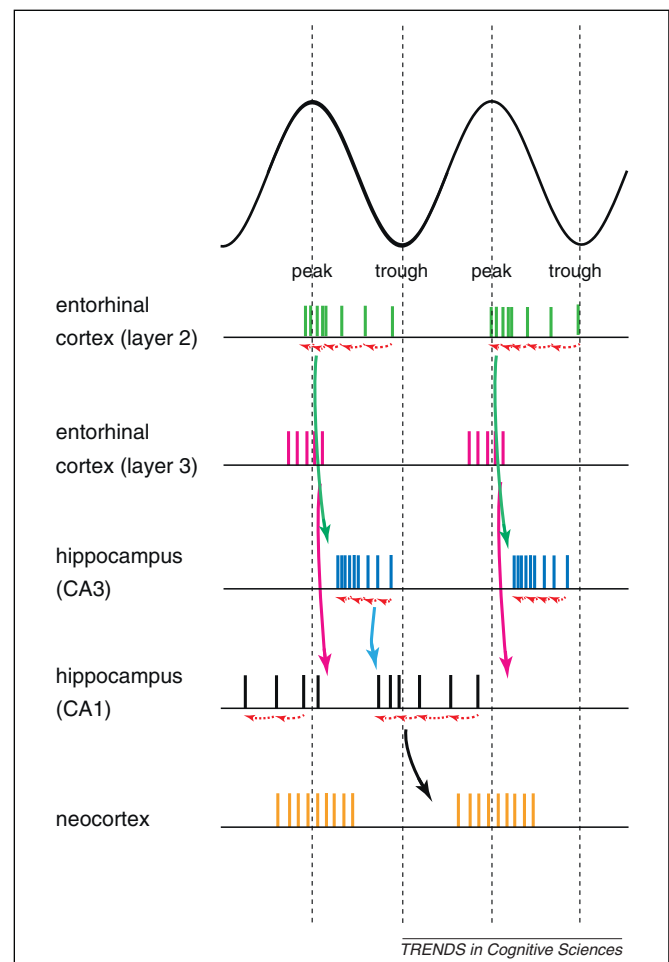 peak trough peak trough
entorhinal
cortex (layer 2)
entorhinal
cortex (layer 3)
hippocampus
(CA3)
hippocampus
(CA1)
neocortex
TRENDS in Cognitive Sciences